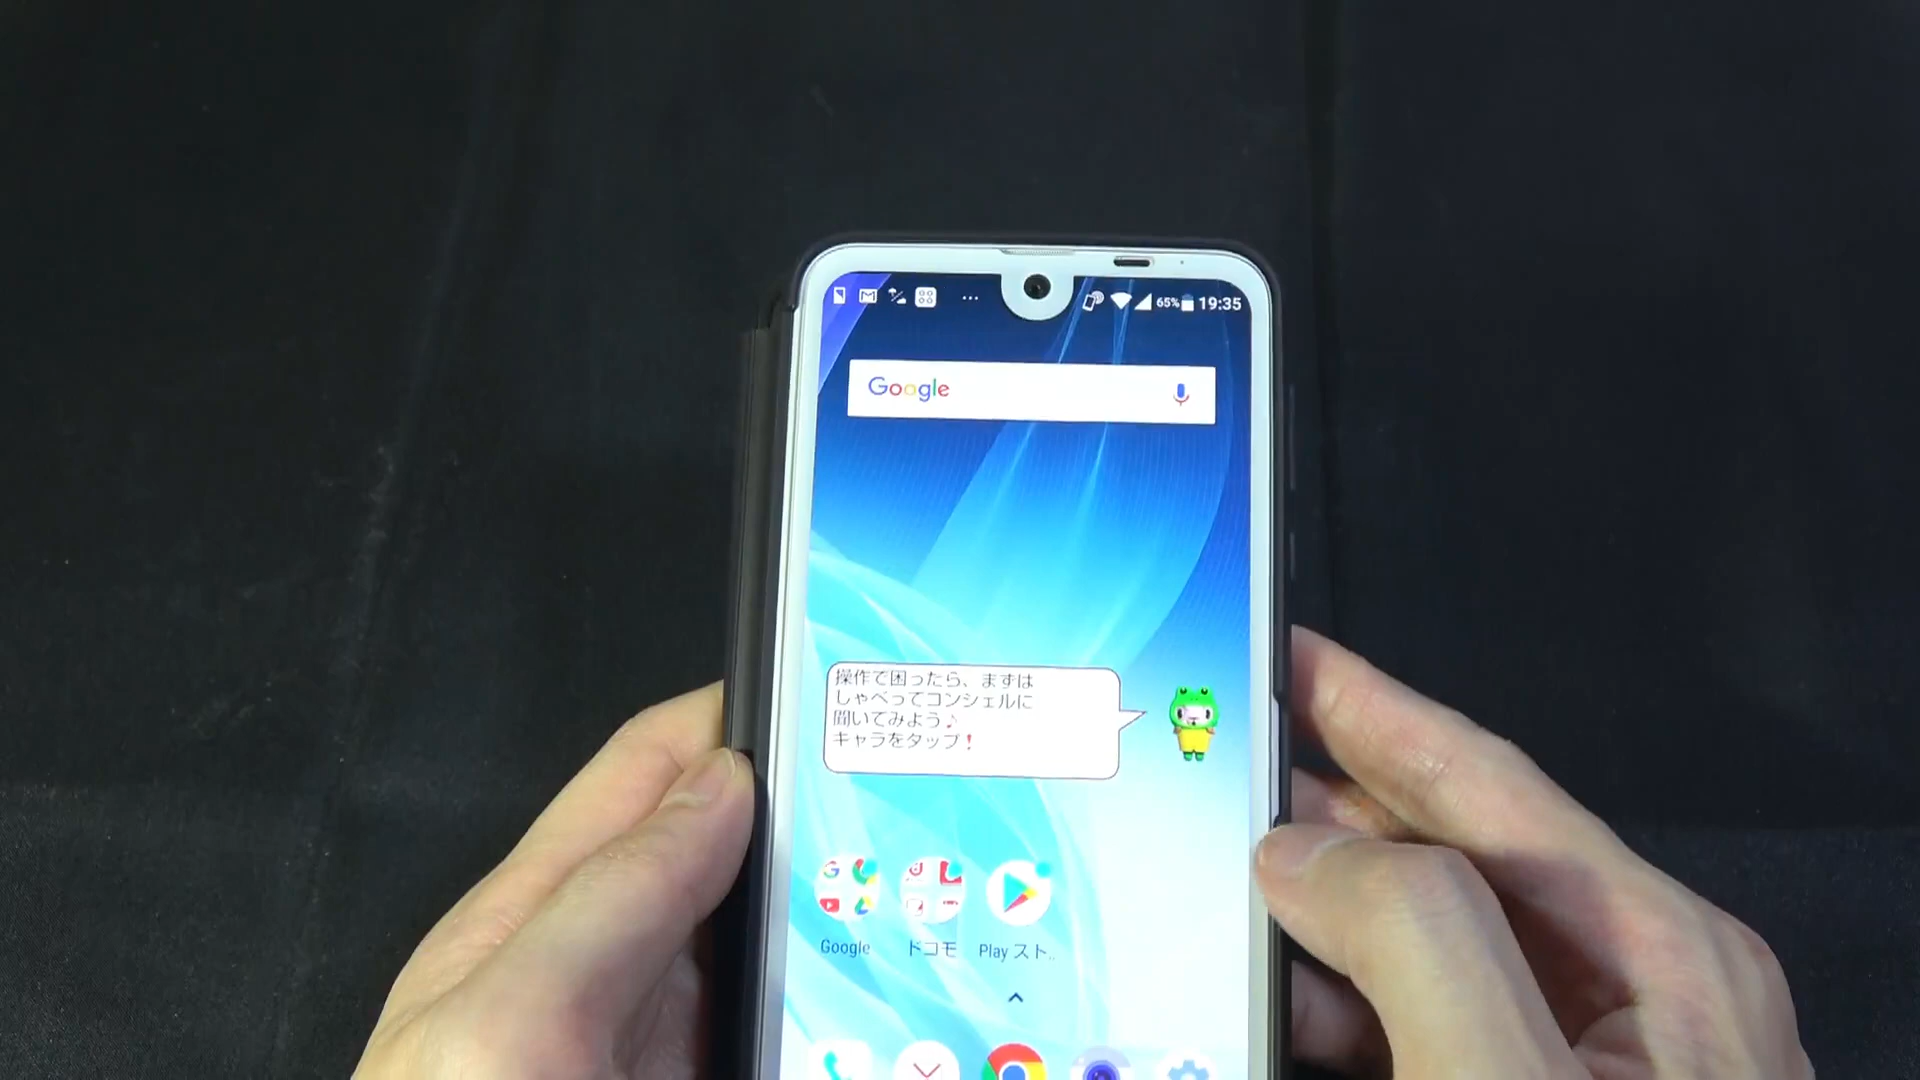 65% 19:35
Google
操作で困ったら、まずは
しゃべってコンシェルに
聞いてみよう♪
キャラをタップ!
Google ドコモ Play スト..